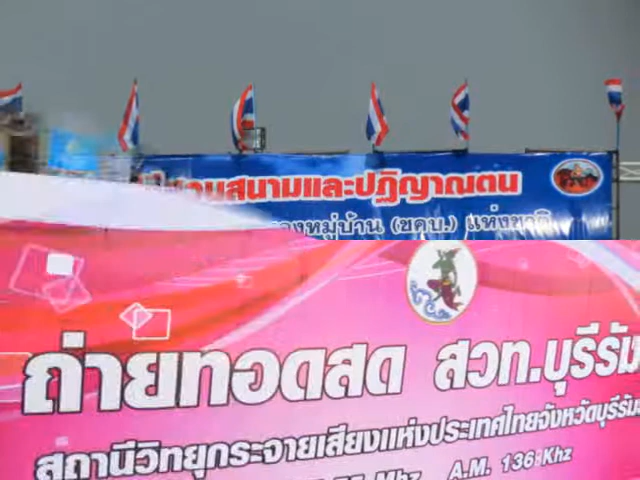 สนามและปฏิญาณตน
หมู่บ้าน (ชคบ.) แห่งชาติ
ถ่ายทอดสด สวท.บุรีรัม
สถานีวิทยุกระจายเสียงแห่งประเทศไทยจังหวัดบุรีรัมย์
Mhz A.M. 136 Khz